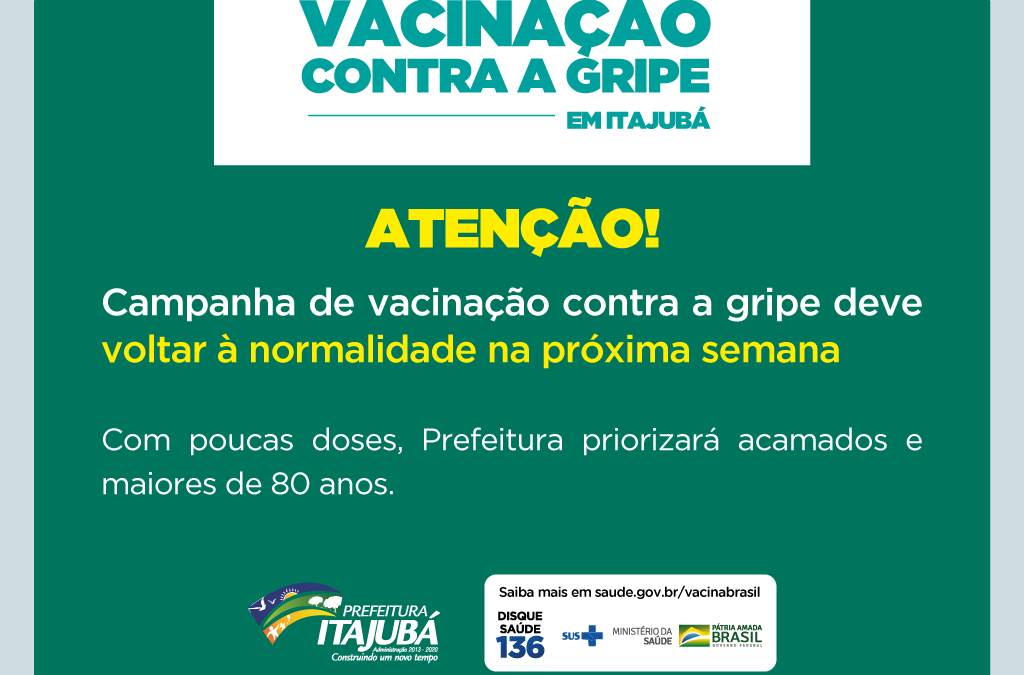 VACINAÇÃO
CONTRA A GRIPE
EM ITAJUBÁ
ATENÇÃO!
Campanha de vacinação contra a gripe deve
voltar à normalidade na próxima semana
Com poucas doses, Prefeitura priorizará acamados e
maiores de 80 anos.
PREFEITURA
ITAJUBÁ
Administração 2013 - 2020
Construindo um novo tempo
Saiba mais em saude.gov.br/vacinabrasil
DISQUE
SAÚDE
136
SUS
MINISTÉRIO DA
SAÚDE
PÁTRIA AMADA
BRASIL
GOVERNO FEDERAL